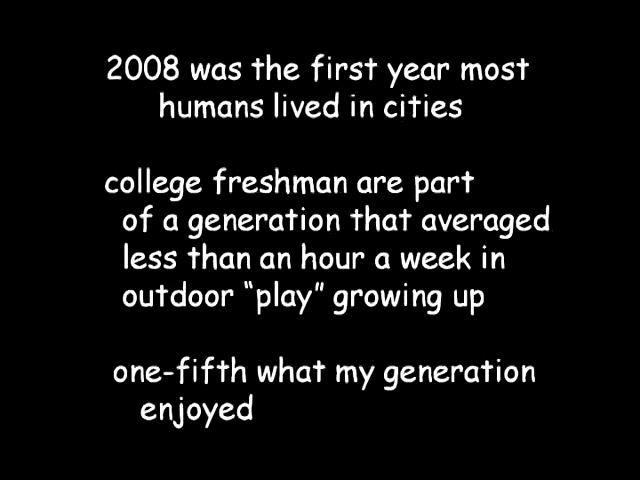 2008 was the first year most
humans lived in cities
college freshman are part
of a generation that averaged
less than an hour a week in
outdoor “play” growing up
one-fifth what my generation
enjoyed